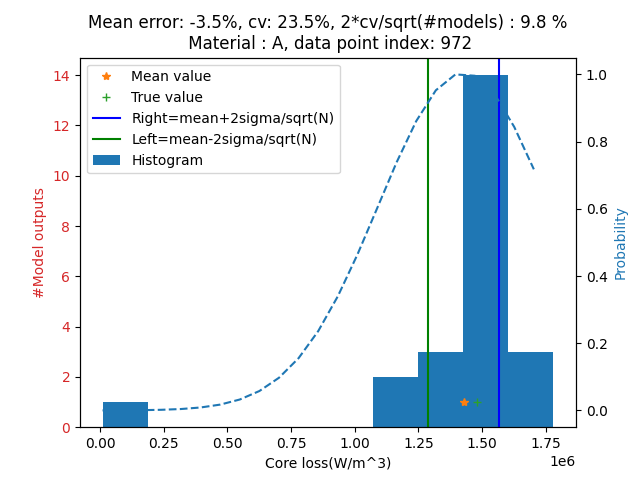 Mean error: -3.5%, cv: 23.5%, 2*cv/sqrt(#models) : 9.8 %
Material : A, data point index: 972
Mean value
True value
Right=mean+2sigma/sqrt(N)
Left=mean-2sigma/sqrt(N)
Histogram
#Model outputs
14
12
10
8
6
4
2
0
Probability
1.0
0.8
0.6
0.4
0.2
0.0
0.00 0.25 0.50 0.75 1.00 1.25 1.50 1.75
1e6
Core loss(W/m^3)